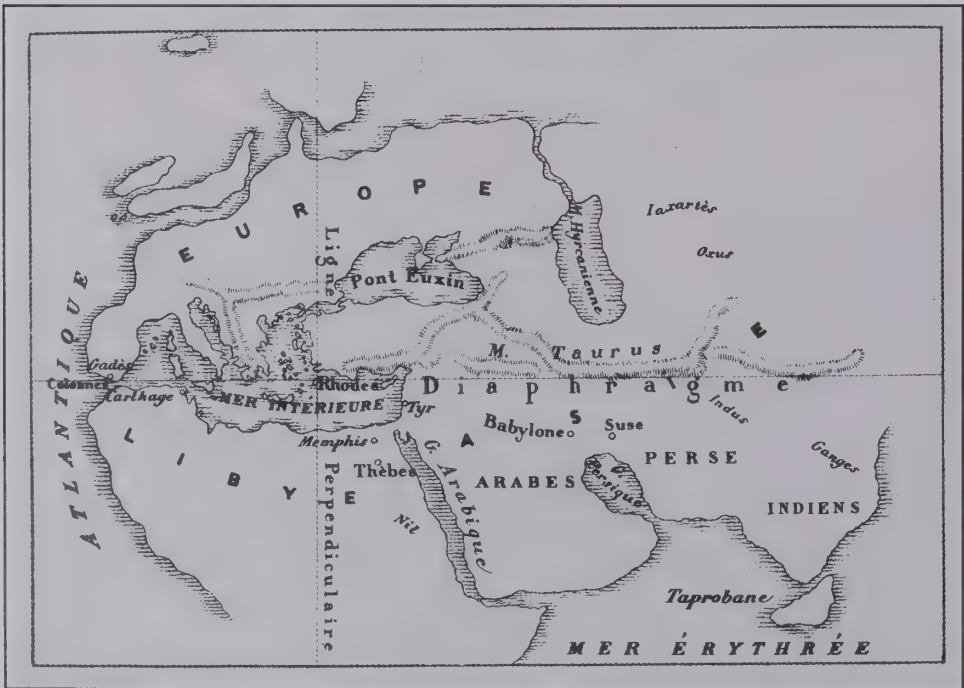 EUROPE
Iaxartès
Oxus
M. Hyrcanienne
Ligne
Pont Euxin
ATLANTIQUE
M. Taurus
ASIE
Gadès
Rhodes
Diaphragme
Carthage
MER INTÉRIEURE
Tyr
Indus
Babylone
Suse
Memphis
Ganges
LIBYE
Thèbes
G. Arabique
ARABES
G. Persique
PERSE
INDIENS
Nil
Perpendiculaire
Taprobane
MER ÉRYTHRÉE